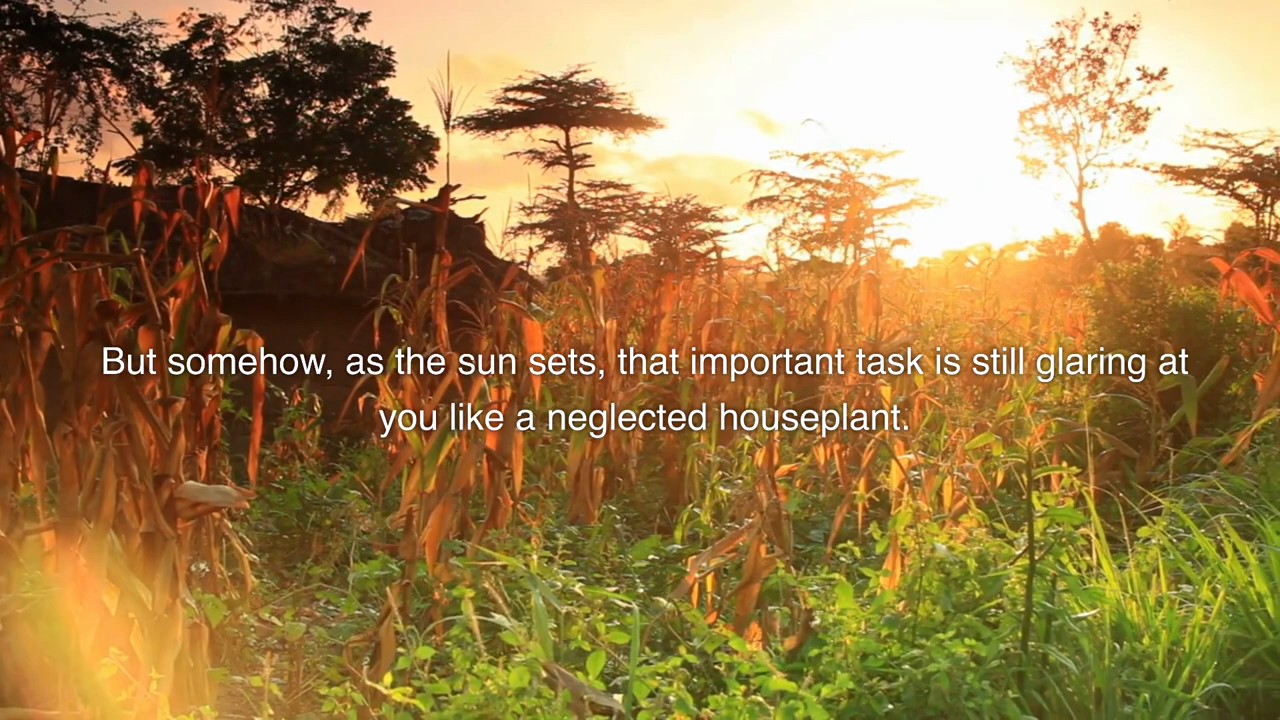 But somehow, as the sun sets, that important task is still glaring at
you like a neglected houseplant.